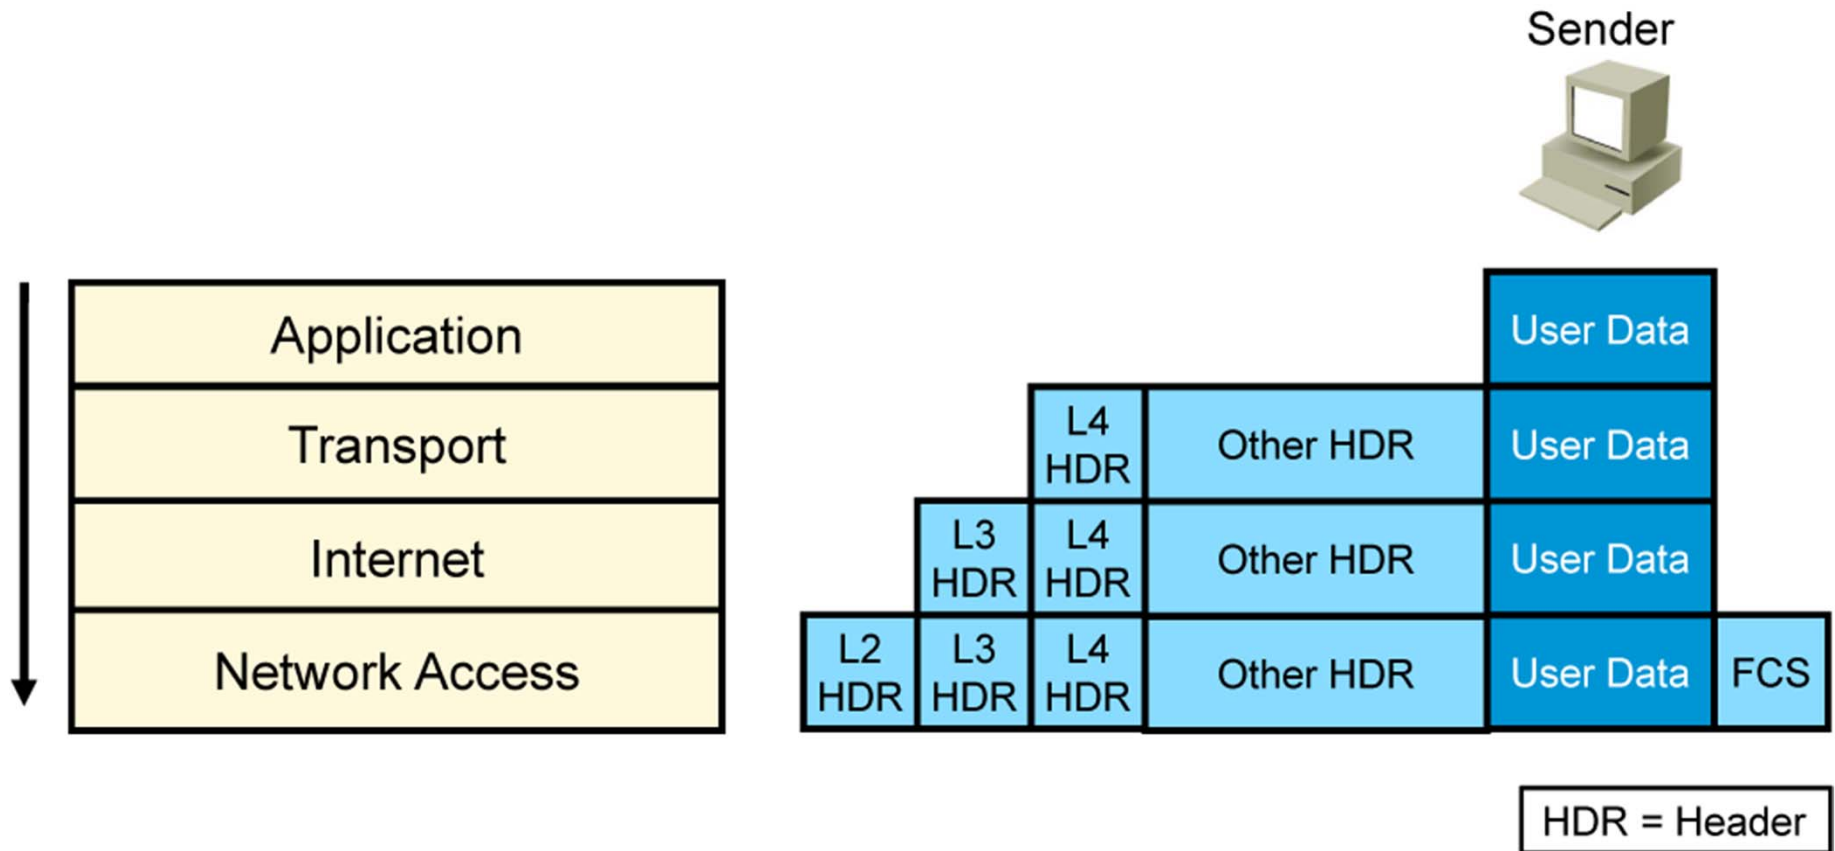 Sender
Application
User Data
Transport
L4
HDR
Other HDR
User Data
Internet
L3
HDR
L4
HDR
Other HDR
User Data
Network Access
L2
HDR
L3
HDR
L4
HDR
Other HDR
User Data
FCS
HDR = Header